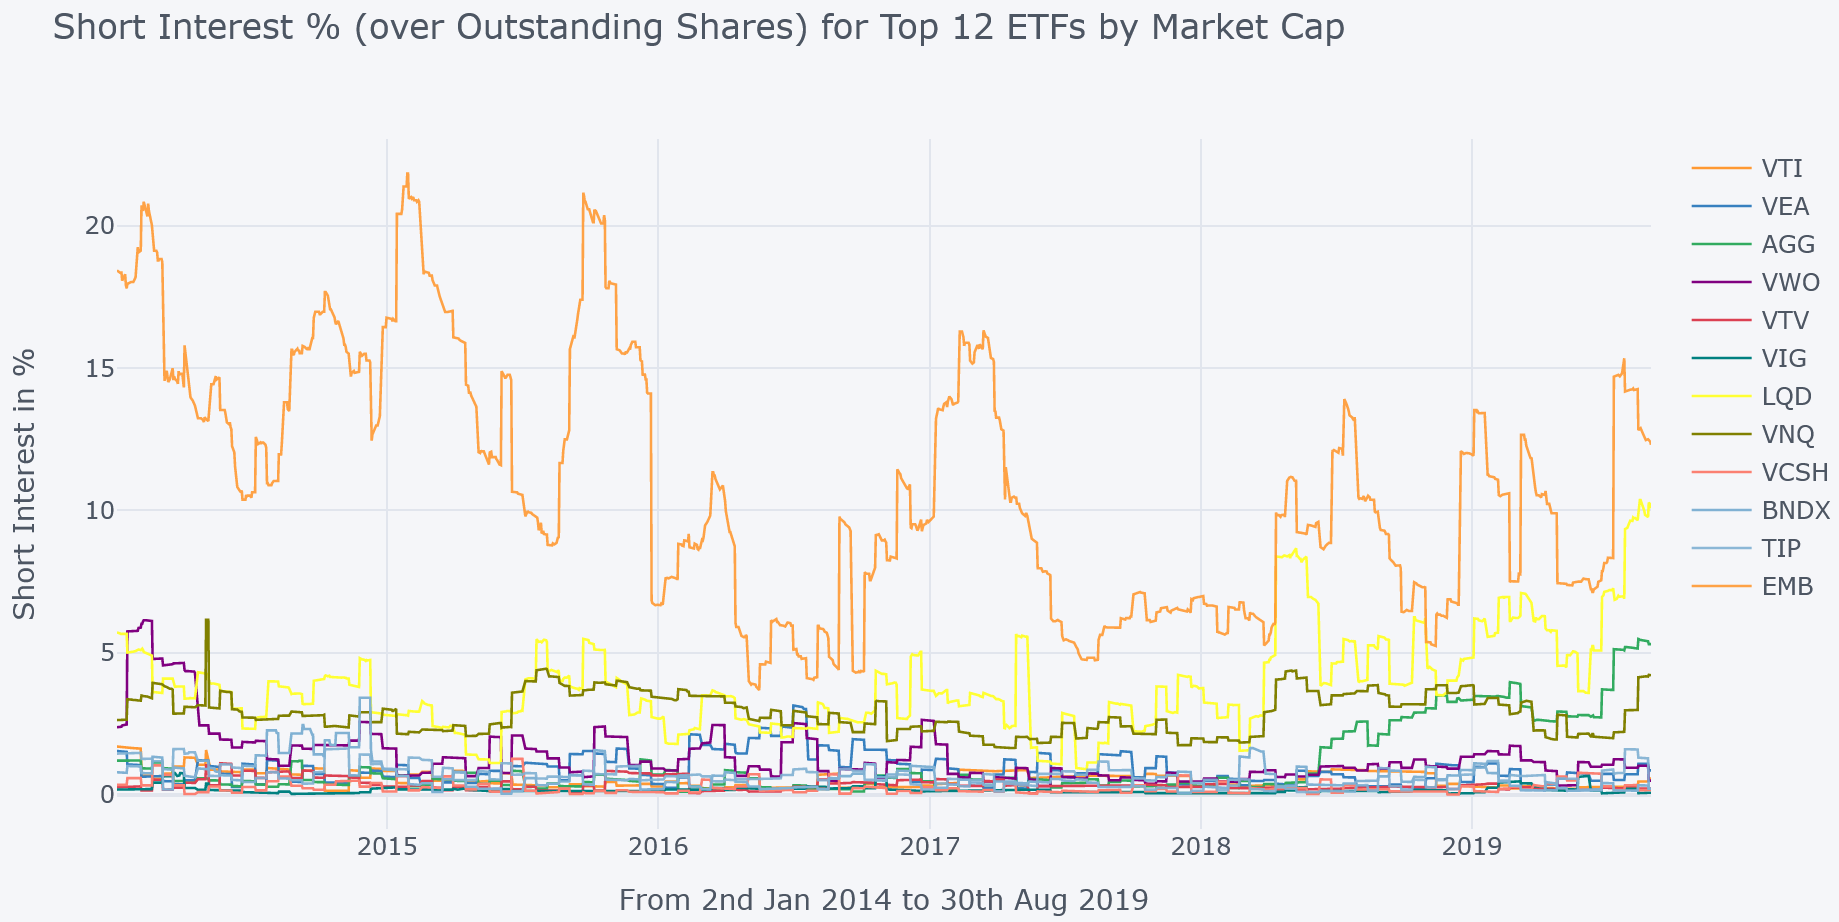 Short Interest % (over Outstanding Shares) for Top 12 ETFs by Market Cap
Short Interest in %
20
15
10
5
0
2015
2016
2017
2018
2019
From 2nd Jan 2014 to 30th Aug 2019
VTI
VEA
AGG
VWO
VTV
VIG
LQD
VNQ
VCSH
BNDX
TIP
EMB